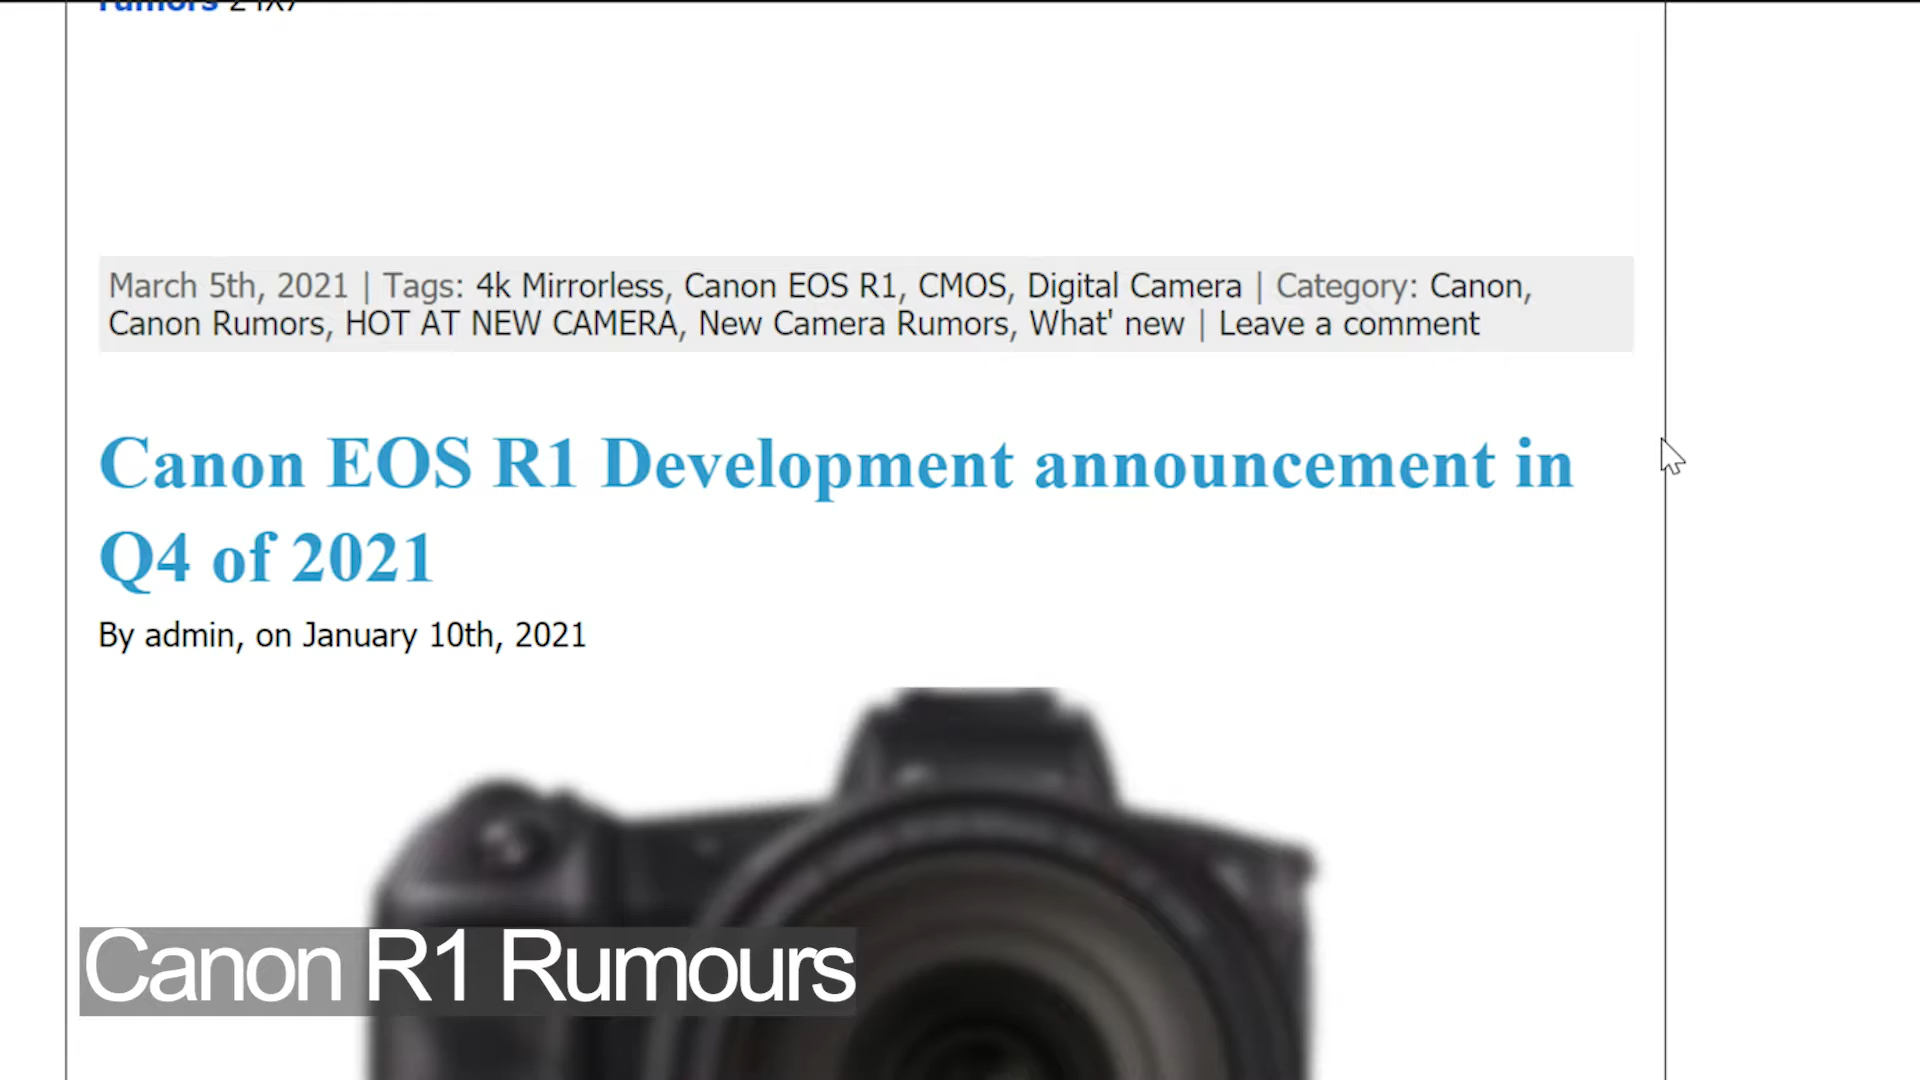 rumors 24x7
March 5th, 2021 | Tags: 4k Mirrorless, Canon EOS R1, CMOS, Digital Camera | Category: Canon,
Canon Rumors, HOT AT NEW CAMERA, New Camera Rumors, What' new | Leave a comment
Canon EOS R1 Development announcement in
Q4 of 2021
By admin, on January 10th, 2021
Canon R1 Rumours